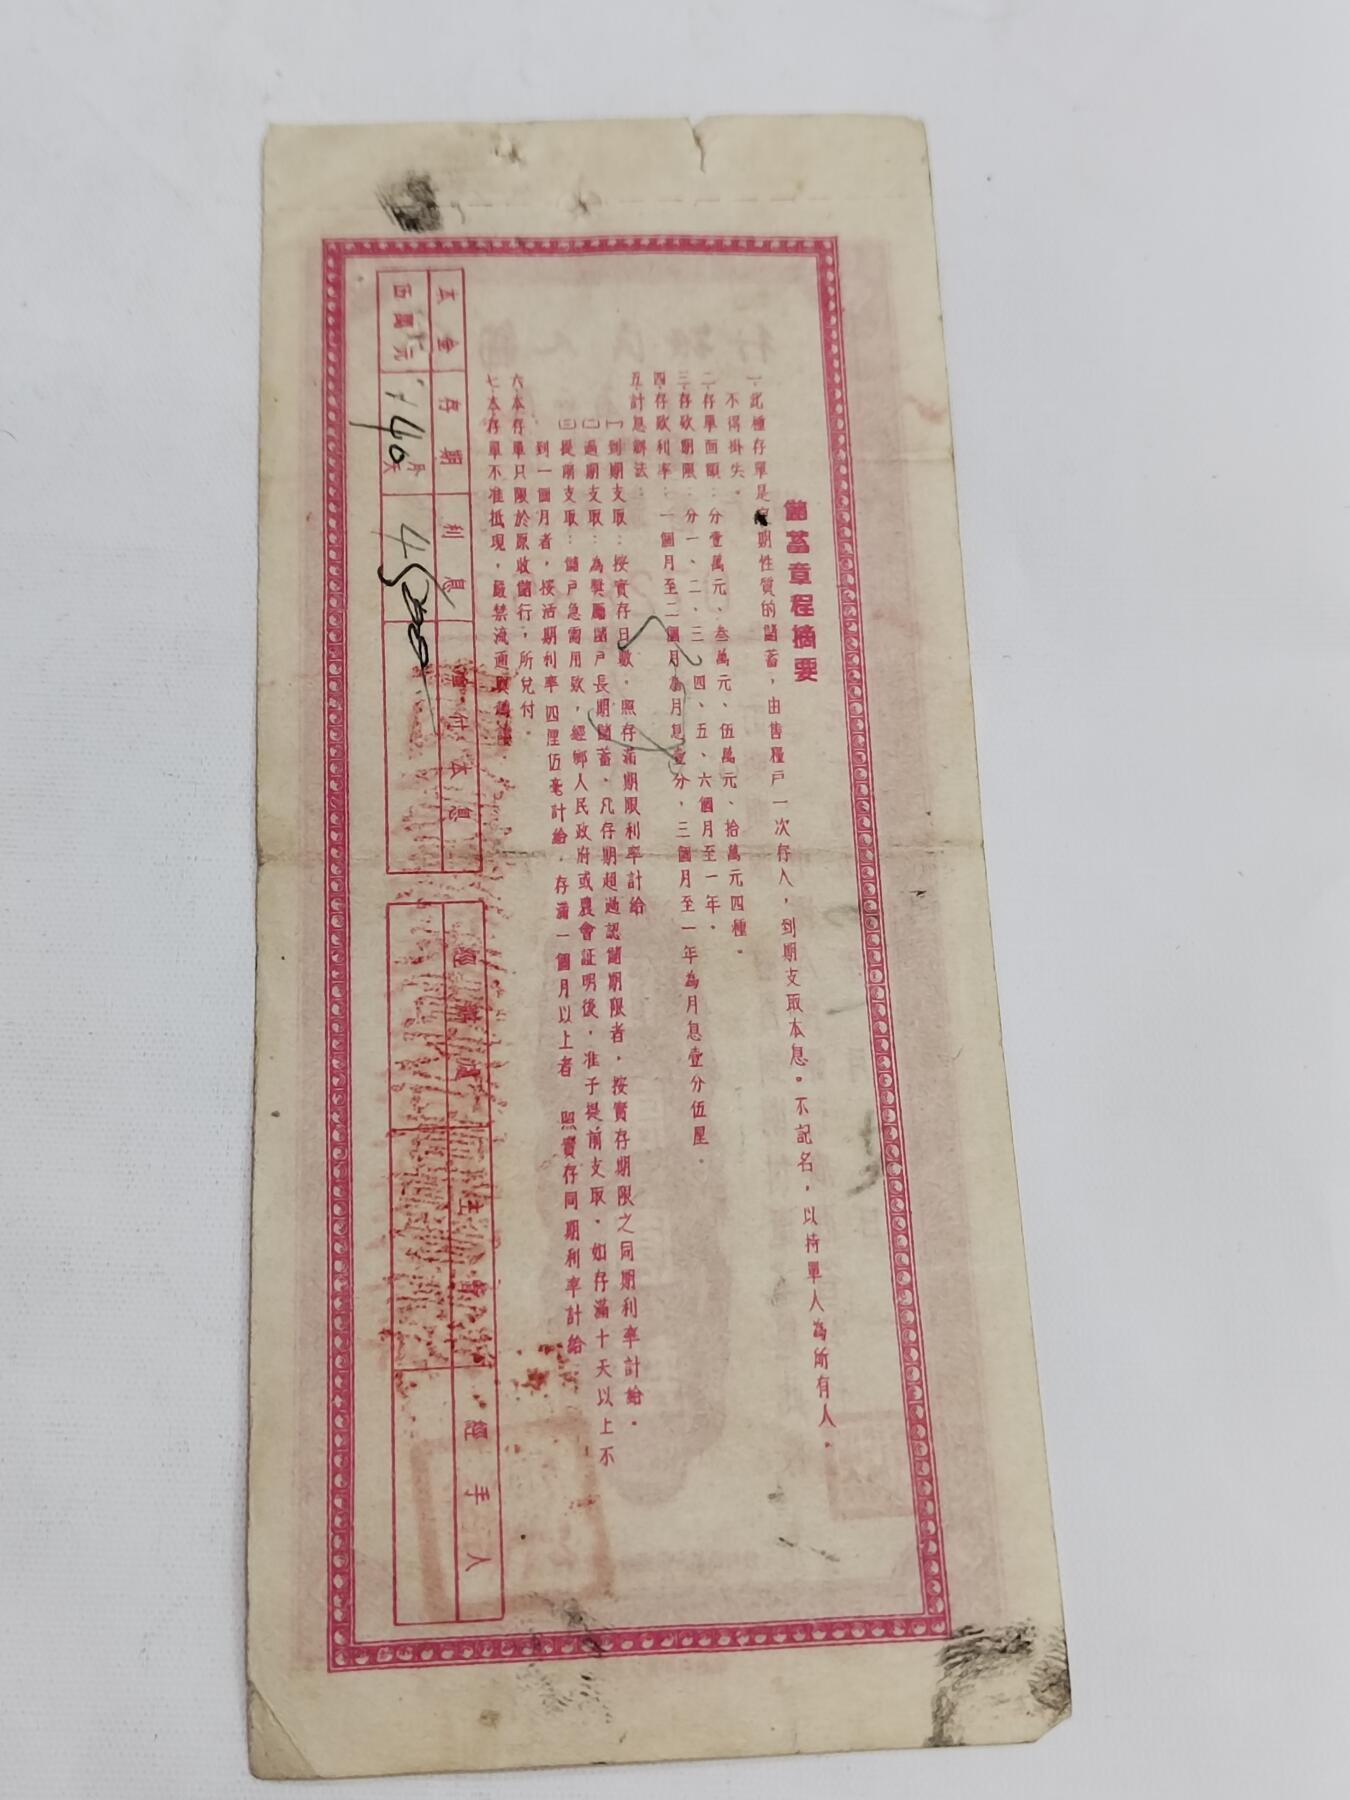 儲蓄章程摘要
一．此種存單是定期性質的儲蓄，由售糧戶一次存入，到期支取本息。不記名，以持單人為所有人．
不得掛失．
二．存單面額：分壹萬元、叁萬元、伍萬元、拾萬元四種．
三．存欵期限：分一、二、三、四、五、六個月至一年．
四．存欵利率：一個月至二個月為月息壹分，三個月至一年為月息壹分伍厘．
五．計息辦法：
㈠到期支取：按實存日數．照存滿期限利率計給
㈡過期支取：為獎勵儲戶長期儲蓄、凡存期超過認儲期限者，按實存期限之同期利率計給．
㈢提前支取：儲戶急需用欵，經鄉人民政府或農會証明後，准予提前支取．如存滿十天以上不
到一個月者，按活期利率四厘伍毫計給．存滿一個月以上者 照實存同期利率計給
六．本存單只限於原收儲行，所兌付．
七．本存單不准抵現，嚴禁流通
本金 存期 利息 本息
伍萬元 月 天 4500
主 經手人